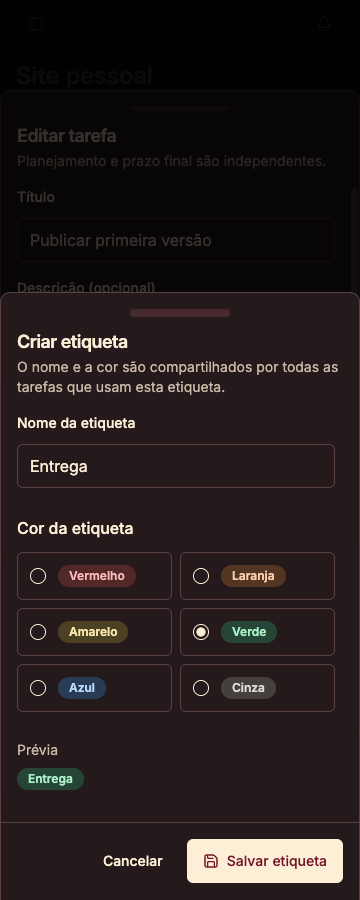 Site pessoal
Editar tarefa
Planejamento e prazo final são independentes.
Título
Publicar primeira versão
Descrição (opcional)
Criar etiqueta
O nome e a cor são compartilhados por todas as
tarefas que usam esta etiqueta.
Nome da etiqueta
Entrega
Cor da etiqueta
Vermelho
Laranja
Amarelo
Verde
Azul
Cinza
Prévia
Entrega
Cancelar
Salvar etiqueta